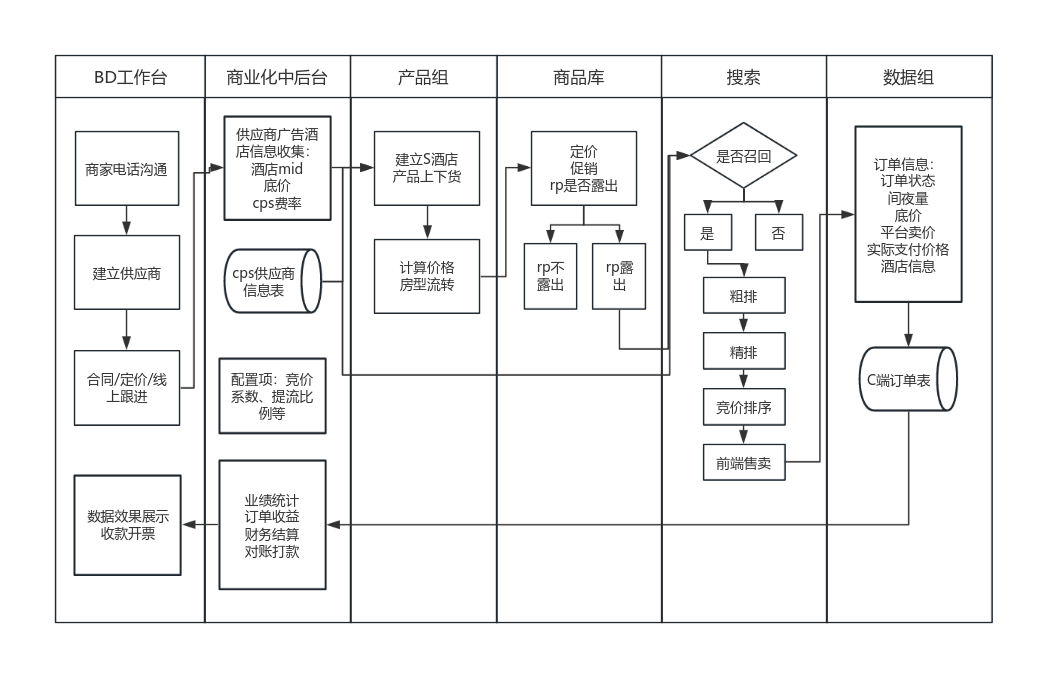 BD工作台
商业化中后台
产品组
商品库
搜索
数据组
商家电话沟通
建立供应商
合同/定价/线
上跟进
数据效果展示
收款开票
供应商广告酒
店信息收集：
酒店mid
底价
cps费率
cps供应商
信息表
配置项：竞价
系数、提流比
例等
业绩统计
订单收益
财务结算
对账打款
建立S酒店
产品上下货
计算价格
房型流转
定价
促销
rp是否露出
rp不
露出
rp露
出
是否召回
是
否
粗排
精排
竞价排序
前端售卖
订单信息：
订单状态
间夜量
底价
平台卖价
实际支付价格
酒店信息
C端订单表